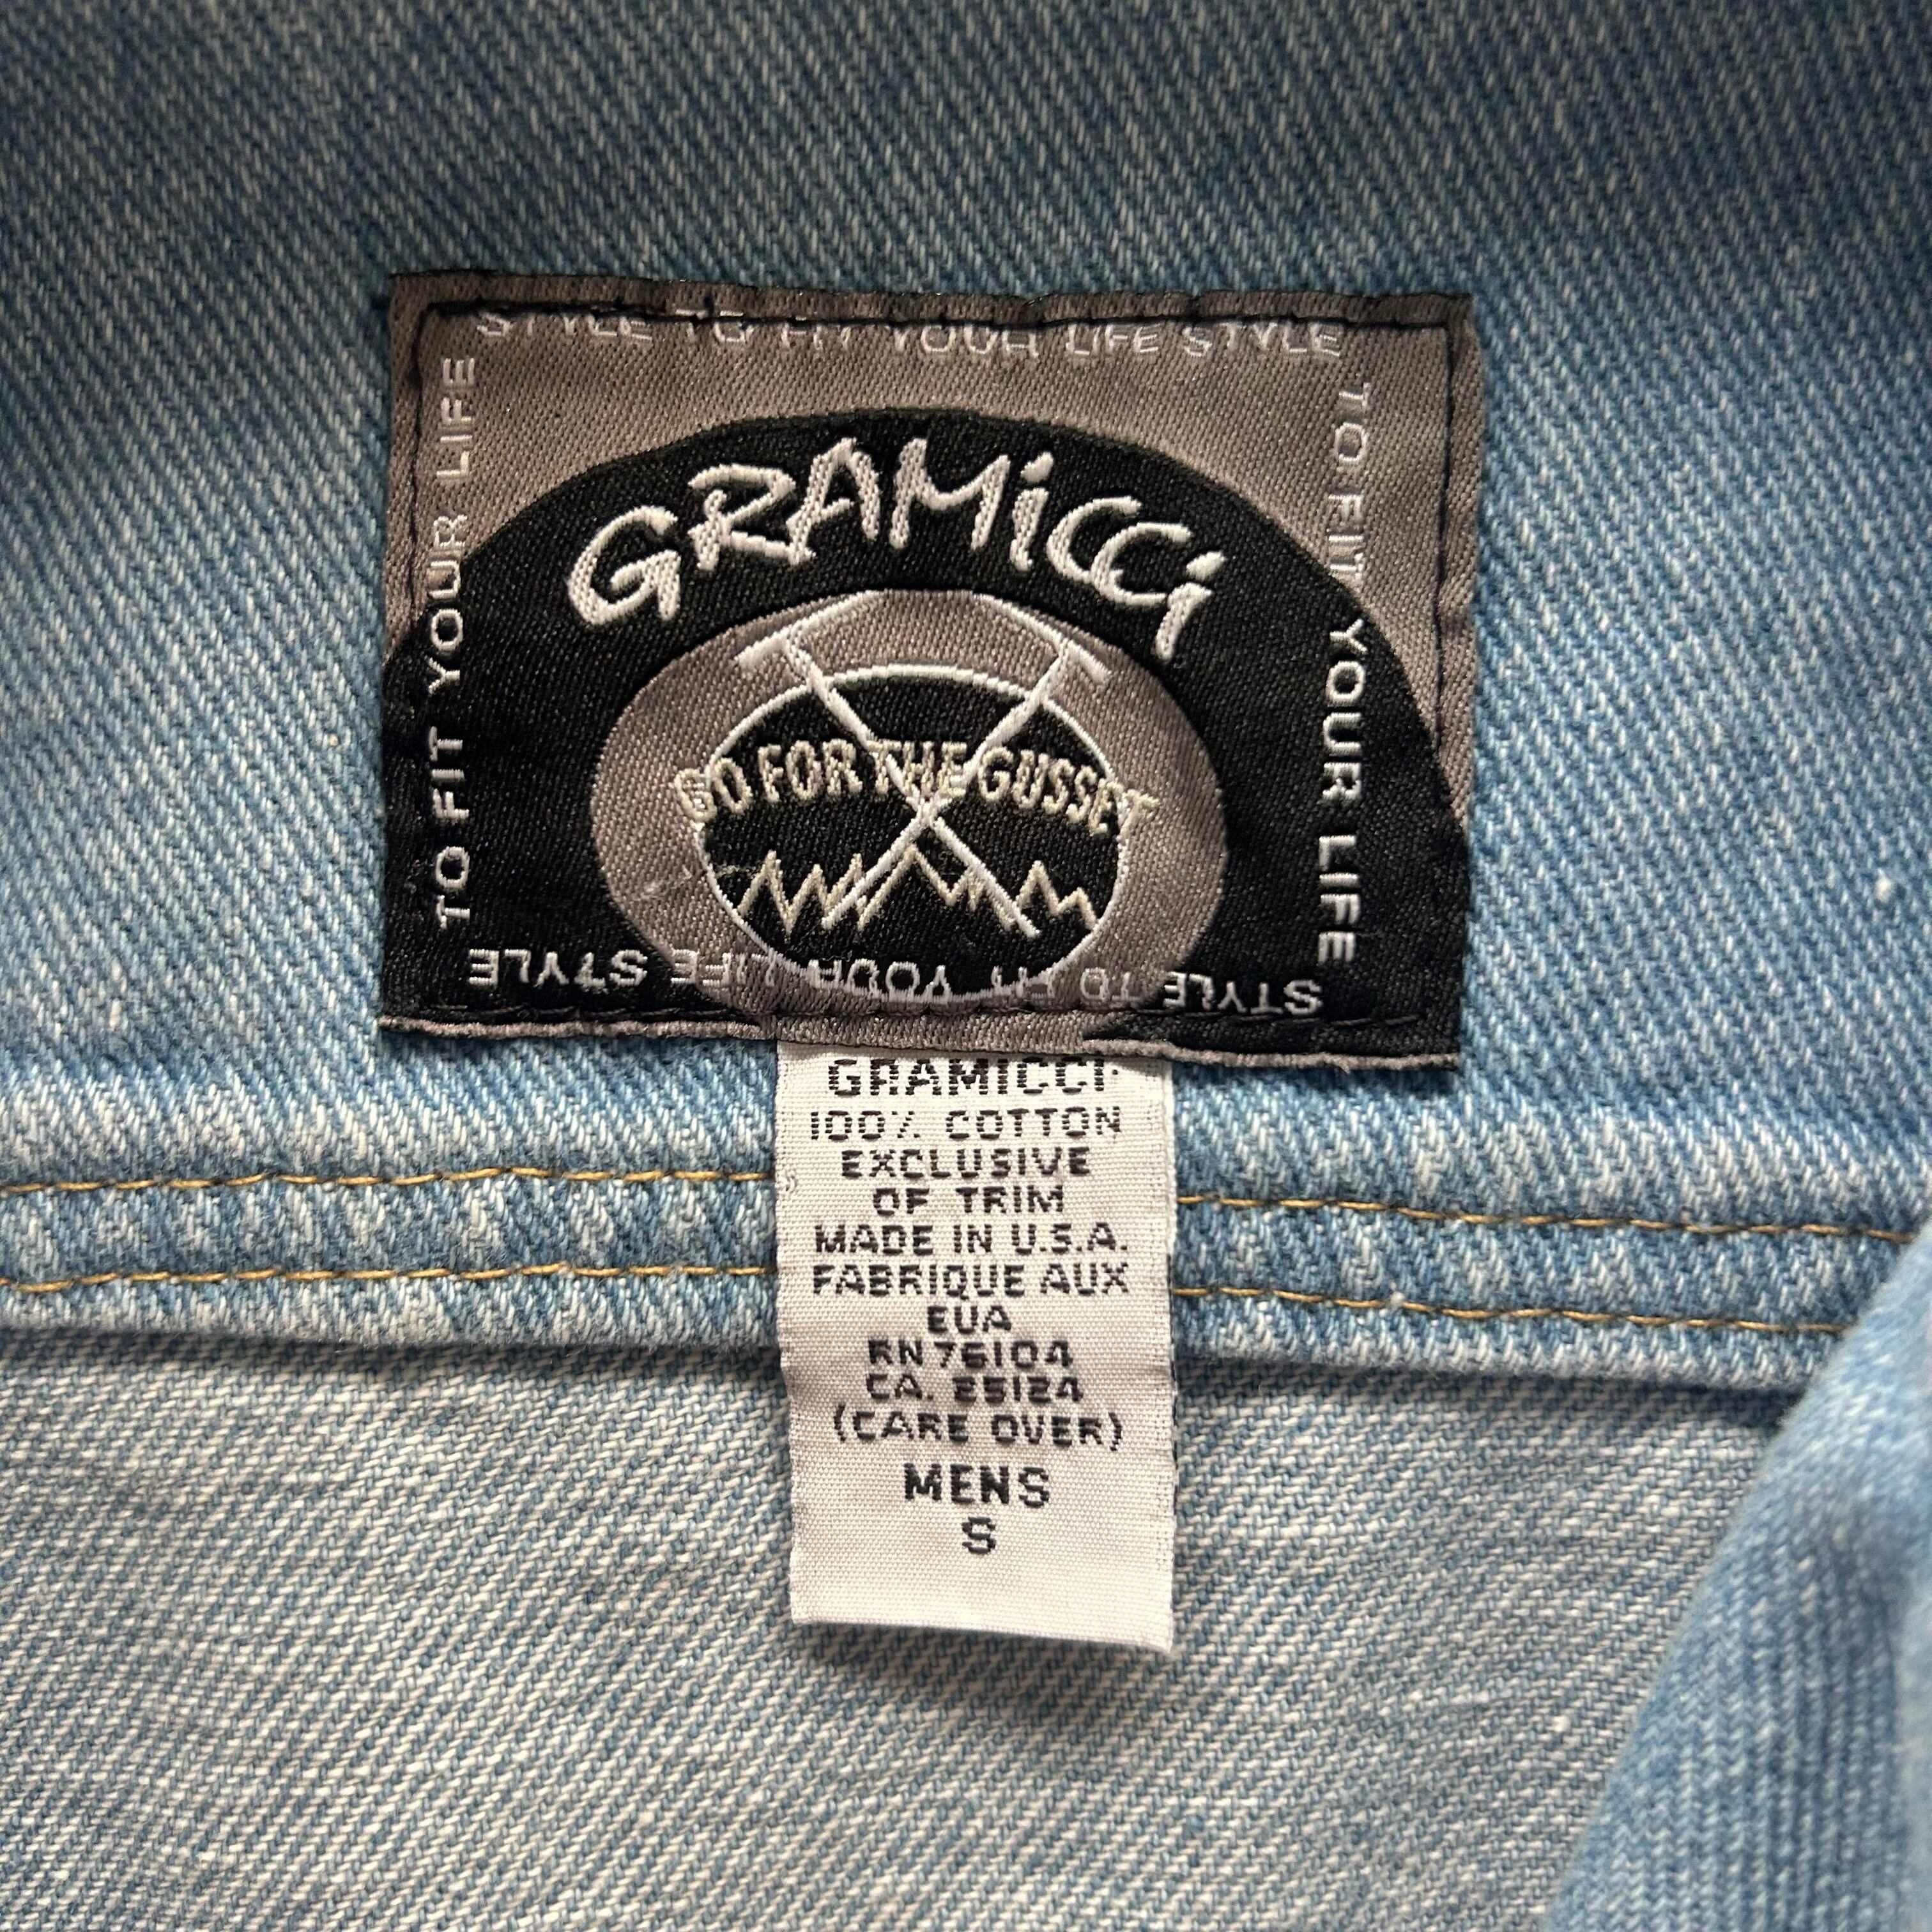 STYLE TO FIT YOUR LIFE STYLE
TO FIT YOUR LIFE
TO FIT YOUR LIFE
GRAMiCCi
GO FOR THE GUSSET
STYLE TO FIT YOUR LIFE STYLE
GRAMICCI
100% COTTON
EXCLUSIVE
OF TRIM
MADE IN U.S.A.
FABRIQUE AUX
EUA
RN 76104
CA. 25124
(CARE OVER)
MENS
S